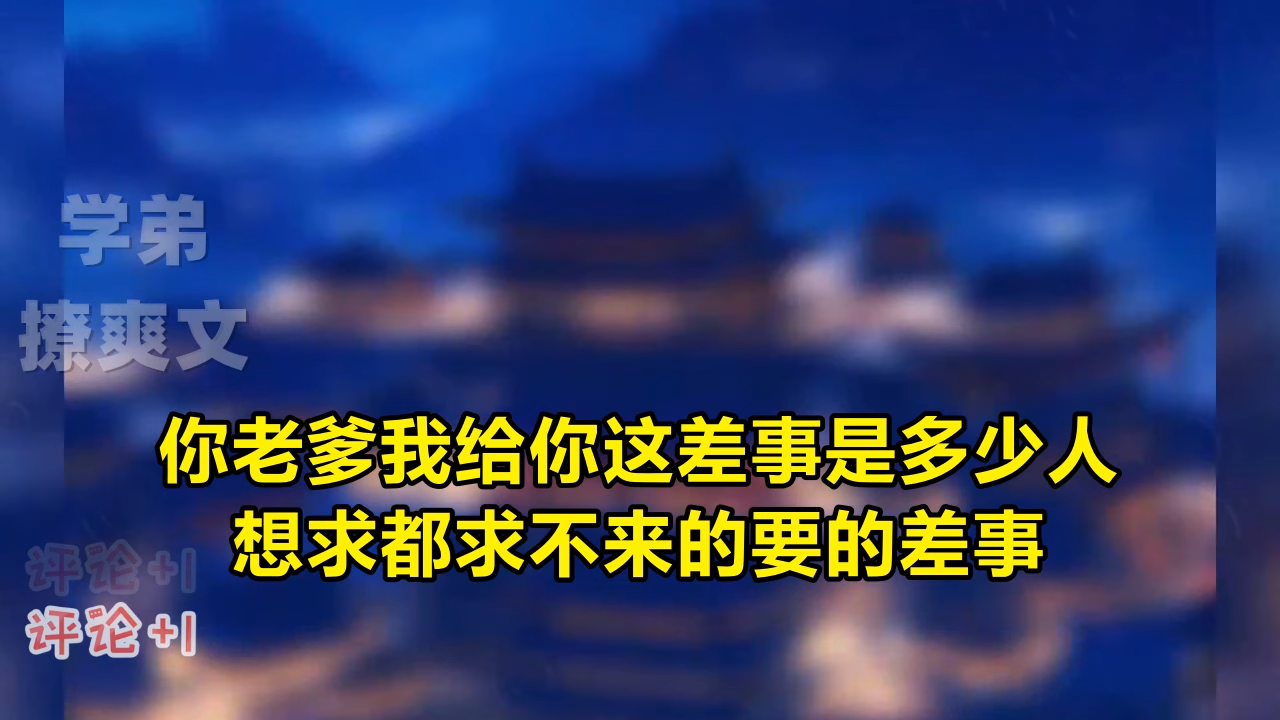 学弟
撩爽文
你老爹我给你这差事是多少人
想求都求不来的要的差事
评论+1
评论+1